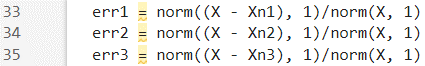 33 err1 = norm((X - Xn1), 1)/norm(X, 1)
34 err2 = norm((X - Xn2), 1)/norm(X, 1)
35 err3 = norm((X - Xn3), 1)/norm(X, 1)